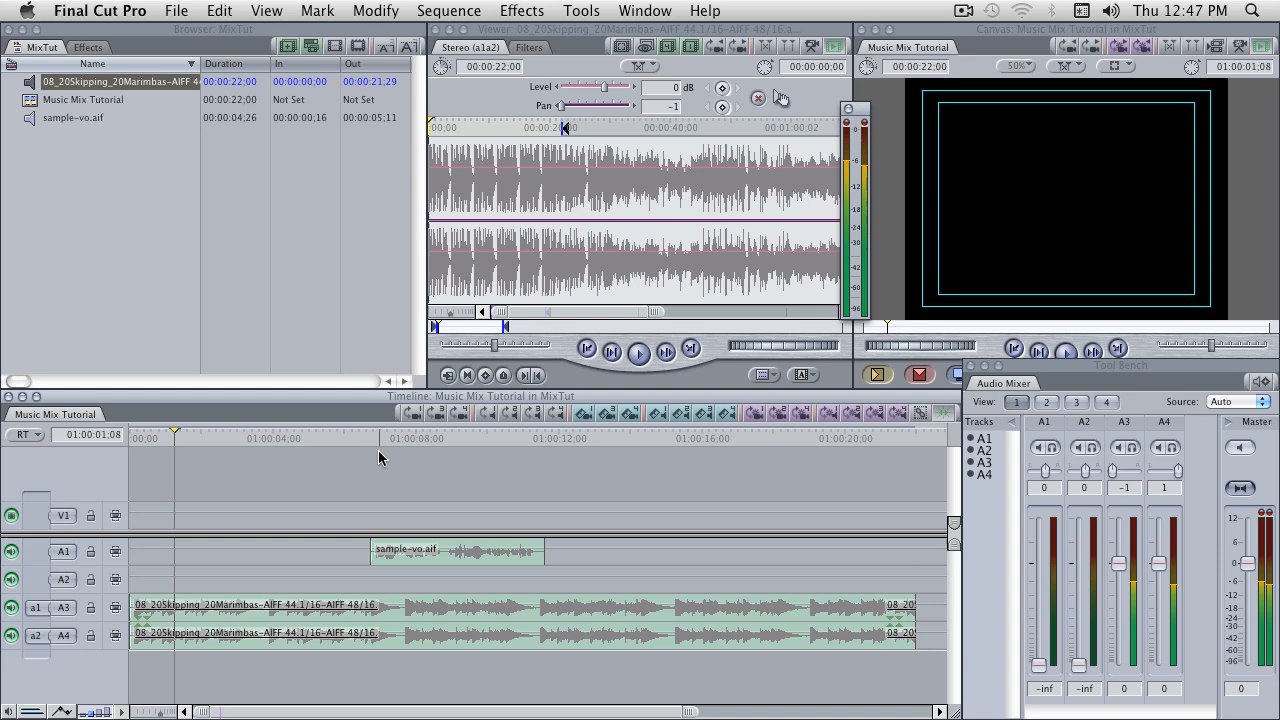 Final Cut Pro File Edit View Mark Modify Sequence Effects Tools Window Help Thu 12:47 PM
Browser: MixTut
MixTut Effects
Name Duration In Out
08_20Skipping_20Marimbas-AIFF 44 00:00:22;00 00:00:00;00 00:00:21;29
Music Mix Tutorial 00:00:22;00 Not Set Not Set
sample-vo.aif 00:00:04;26 00:00:00;16 00:00:05;11
Viewer: 08_20Skipping_20Marimbas-AIFF 44.1/16-AIFF 48/16.a...
Stereo (a1a2) Filters
00:00:22;00 00:00:00;00
Level 0 dB
Pan -1
:00;00 00:00:20;00 00:00:40;00 00:01:00;02
-0
-6
-12
-18
-24
-30
-42
-60
-96
Canvas: Music Mix Tutorial in MixTut
Music Mix Tutorial
00:00:22;00 50% 01:00:01;08
Timeline: Music Mix Tutorial in MixTut
Music Mix Tutorial
RT 01:00:01;08 :00;00 01:00:04;00 01:00:08;00 01:00:12;00 01:00:16;00 01:00:20;00
V1
A1 sample-vo.aif
A2
a1 A3 08_20Skipping_20Marimbas-AIFF 44.1/16-AIFF 48/16. 08_20
a2 A4 08_20Skipping_20Marimbas-AIFF 44.1/16-AIFF 48/16. 08_20
Tool Bench
Audio Mixer
View: 1 2 3 4 Source: Auto
Tracks A1 A2 A3 A4 Master
A1
A2
A3
A4
0 0 -1 1
12
6
0
-6
-12
-18
-24
-30
-42
-60
-96
-inf -inf 0 0 0